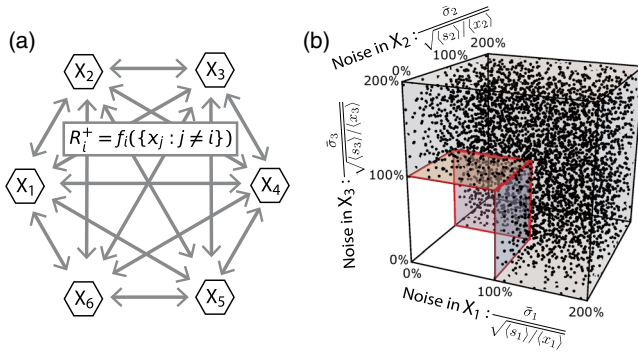 (a)
X₂
X₃
R_i^+ = f_i({x_j : j ≠ i})
X₁
X₄
X₆
X₅
(b)
Noise in X₂: σ̄₂ / √(⟨s₂⟩/⟨x₂⟩)
0%
100%
200%
200%
Noise in X₃: σ̄₃ / √(⟨s₃⟩/⟨x₃⟩)
100%
0%
0%
100%
200%
Noise in X₁: σ̄₁ / √(⟨s₁⟩/⟨x₁⟩)